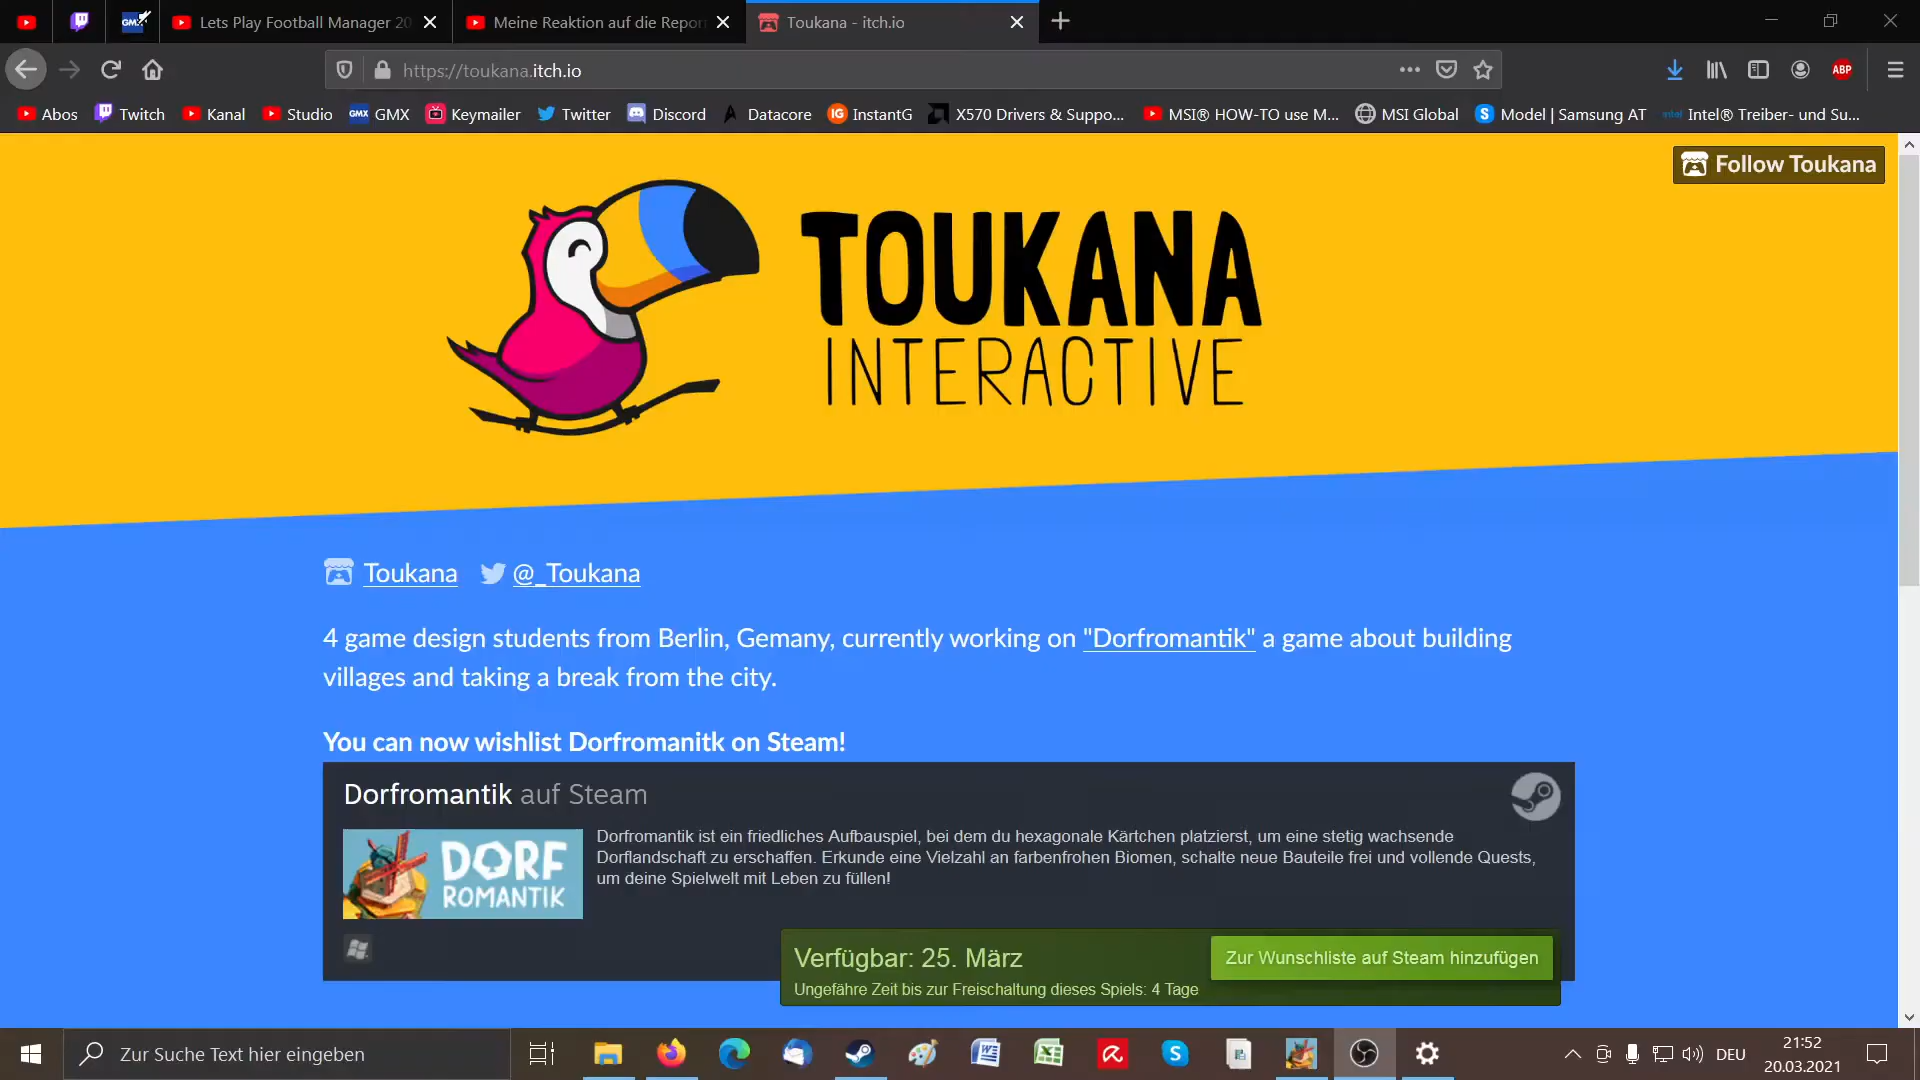 Lets Play Football Manager 20
Meine Reaktion auf die Repor
Toukana - itch.io
https://toukana.itch.io
ABP
Abos
Twitch
Kanal
Studio
GMX GMX
Keymailer
Twitter
Discord
Datacore
IG InstantG
X570 Drivers & Suppo...
MSI® HOW-TO use M...
MSI Global
S Model | Samsung AT
intel Intel® Treiber- und Su...
Follow Toukana
TOUKANA
INTERACTIVE
Toukana @_Toukana
4 game design students from Berlin, Gemany, currently working on "Dorfromantik" a game about building
villages and taking a break from the city.
You can now wishlist Dorfromanitk on Steam!
Dorfromantik auf Steam
DORF
ROMANTIK
Dorfromantik ist ein friedliches Aufbauspiel, bei dem du hexagonale Kärtchen platzierst, um eine stetig wachsende
Dorflandschaft zu erschaffen. Erkunde eine Vielzahl an farbenfrohen Biomen, schalte neue Bauteile frei und vollende Quests,
um deine Spielwelt mit Leben zu füllen!
Verfügbar: 25. März
Ungefähre Zeit bis zur Freischaltung dieses Spiels: 4 Tage
Zur Wunschliste auf Steam hinzufügen
Zur Suche Text hier eingeben
DEU
21:52
20.03.2021